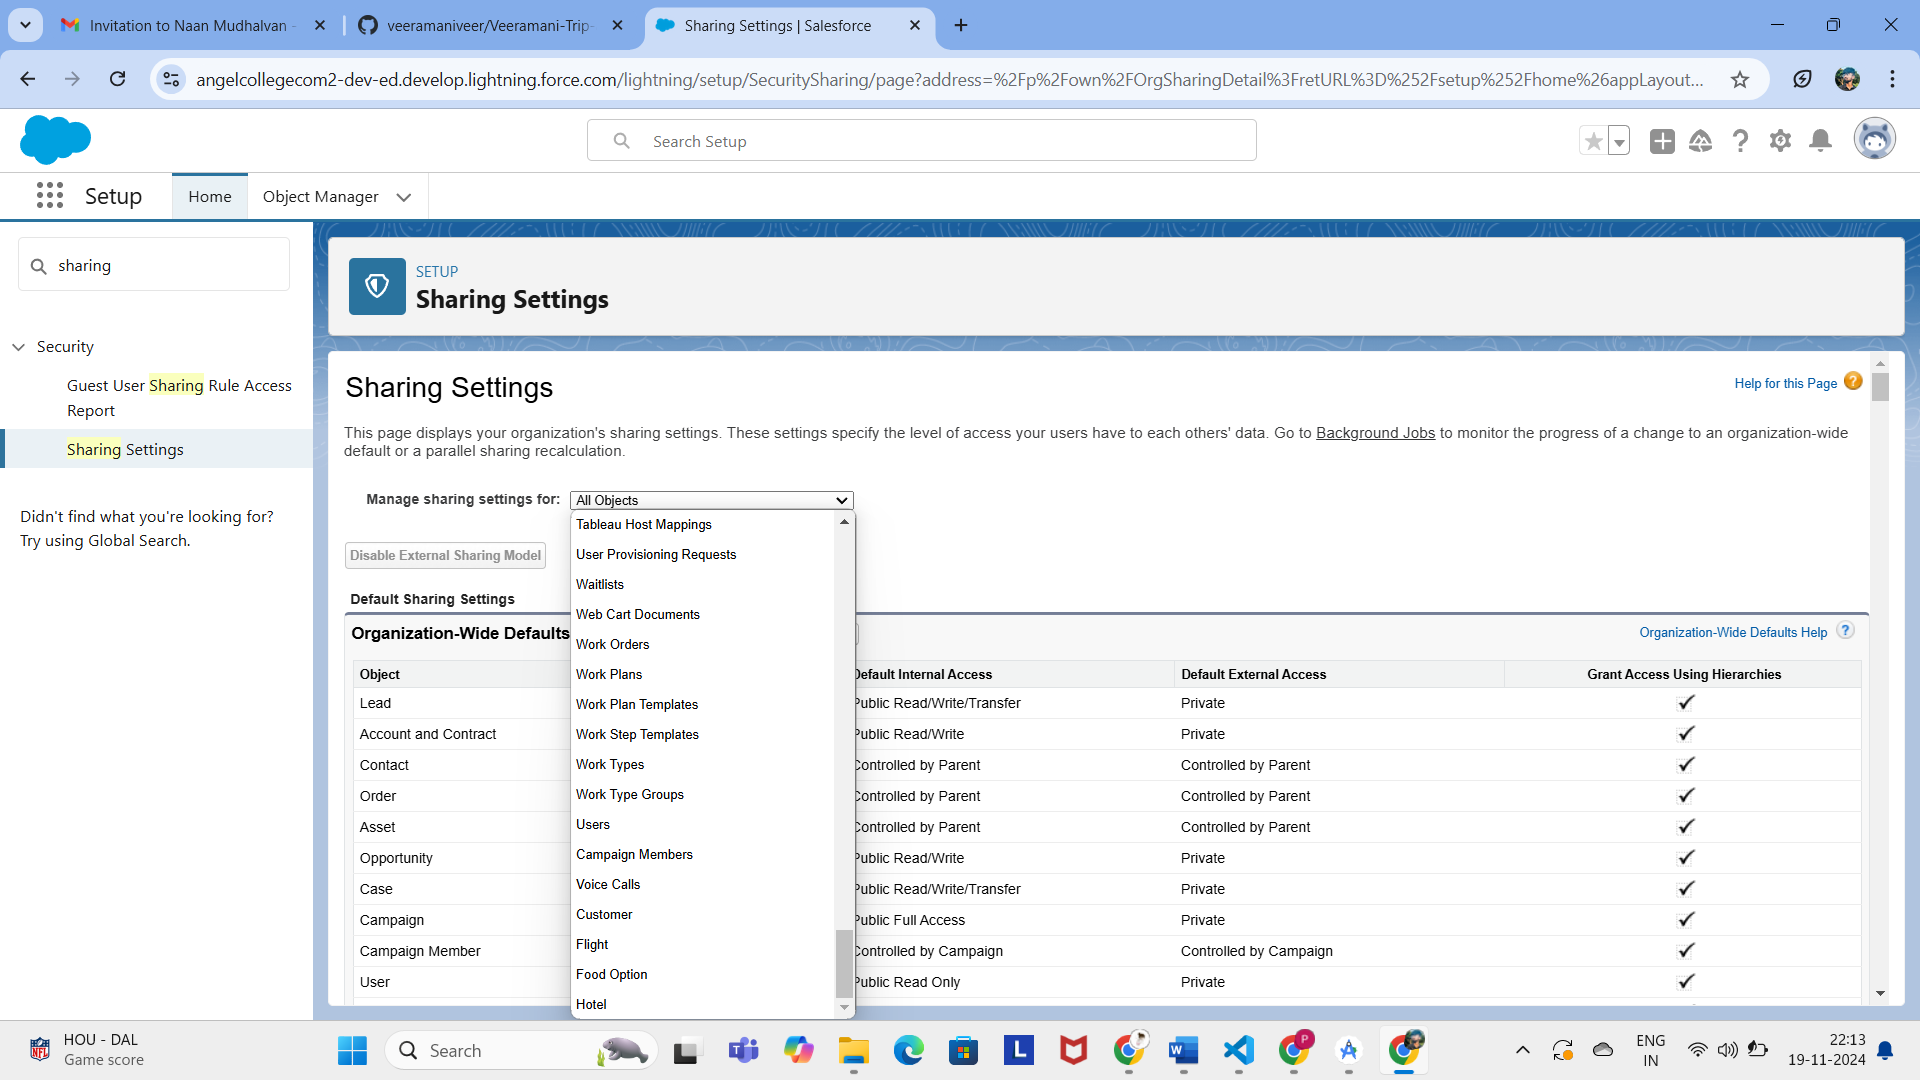 Invitation to Naan Mudhalvan -
veeramaniveer/Veeramani-Trip-
Sharing Settings | Salesforce
angelcollegecom2-dev-ed.develop.lightning.force.com/lightning/setup/SecuritySharing/page?address=%2Fp%2Fown%2FOrgSharingDetail%3FretURL%3D%252Fsetup%252Fhome%26appLayout...
Search Setup
Setup
Home
Object Manager
sharing
Security
Guest User Sharing Rule Access
Report
Sharing Settings
Didn't find what you're looking for?
Try using Global Search.
SETUP
Sharing Settings
Sharing Settings
Help for this Page
This page displays your organization's sharing settings. These settings specify the level of access your users have to each others' data. Go to Background Jobs to monitor the progress of a change to an organization-wide
default or a parallel sharing recalculation.
Manage sharing settings for: All Objects
Tableau Host Mappings
User Provisioning Requests
Waitlists
Web Cart Documents
Work Orders
Work Plans
Work Plan Templates
Work Step Templates
Work Types
Work Type Groups
Users
Campaign Members
Voice Calls
Customer
Flight
Food Option
Hotel
Disable External Sharing Model
Default Sharing Settings
Organization-Wide Defaults
Organization-Wide Defaults Help ?
Object Default Internal Access Default External Access Grant Access Using Hierarchies
Lead Public Read/Write/Transfer Private
Account and Contract Public Read/Write Private
Contact Controlled by Parent Controlled by Parent
Order Controlled by Parent Controlled by Parent
Asset Controlled by Parent Controlled by Parent
Opportunity Public Read/Write Private
Case Public Read/Write/Transfer Private
Campaign Public Full Access Private
Campaign Member Controlled by Campaign Controlled by Campaign
User Public Read Only Private
HOU - DAL
Game score
Search
ENG
IN
22:13
19-11-2024